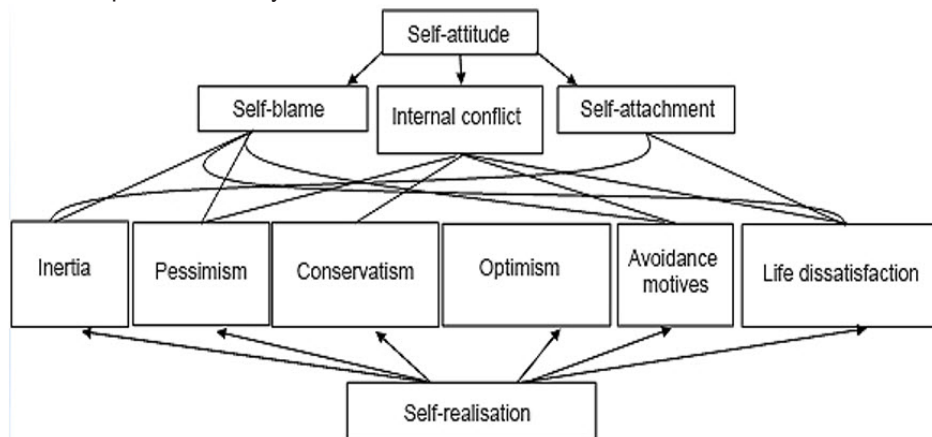 Self-attitude
Self-blame
Internal conflict
Self-attachment
Inertia
Pessimism
Conservatism
Optimism
Avoidance
motives
Life dissatisfaction
Self-realisation